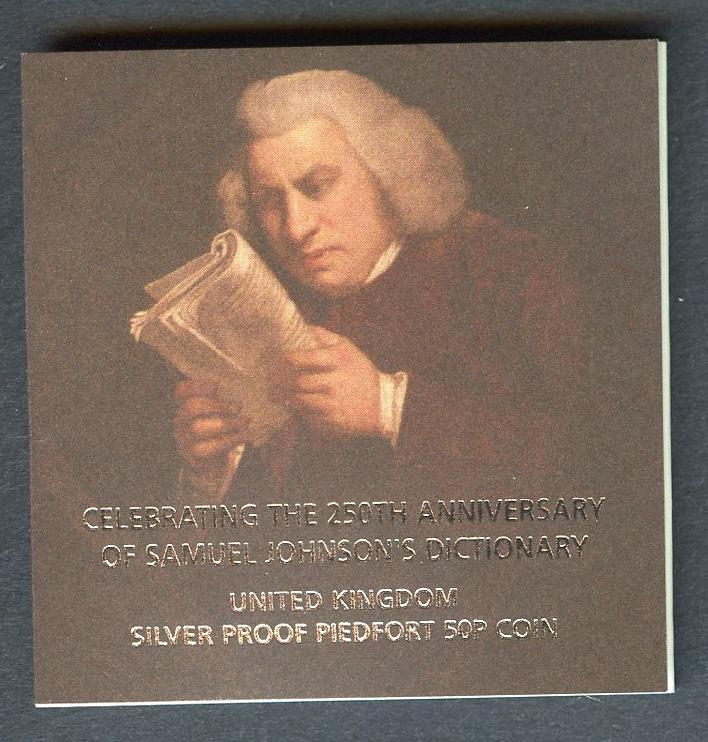 CELEBRATING THE 250TH ANNIVERSARY
OF SAMUEL JOHNSON'S DICTIONARY
UNITED KINGDOM
SILVER PROOF PIEDFORT 50P COIN